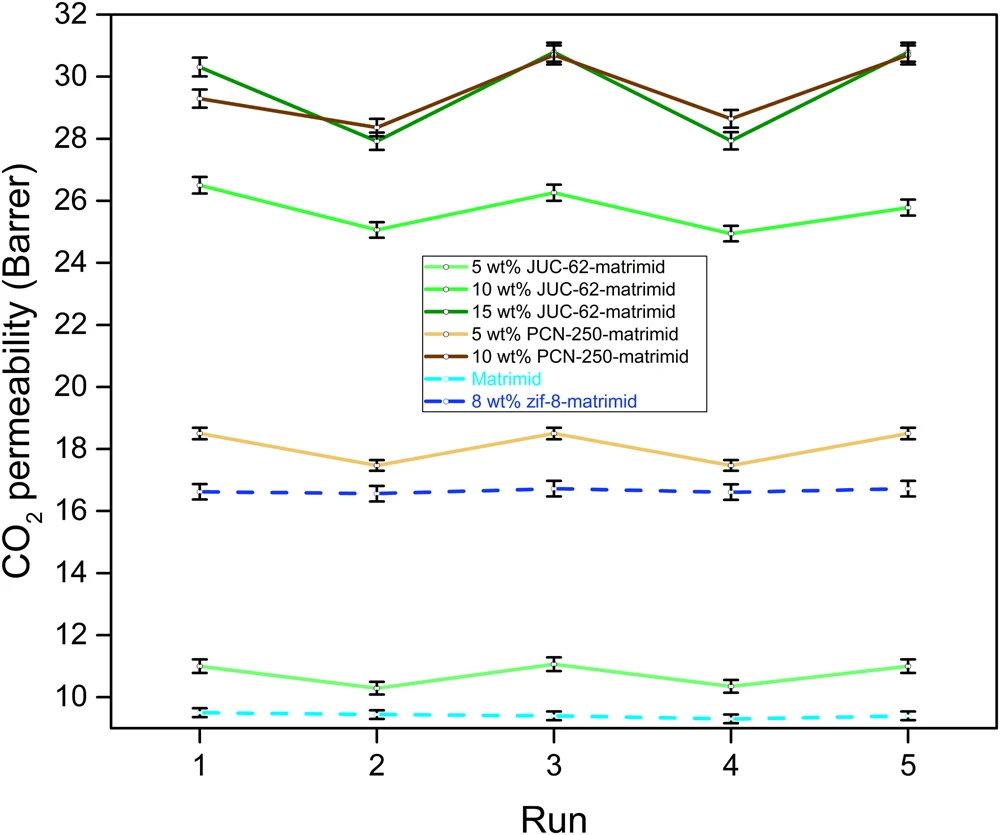 CO2 permeability (Barrer)
32
30
28
26
24
22
20
18
16
14
12
10
5 wt% JUC-62-matrimid
10 wt% JUC-62-matrimid
15 wt% JUC-62-matrimid
5 wt% PCN-250-matrimid
10 wt% PCN-250-matrimid
Matrimid
8 wt% zif-8-matrimid
1 2 3 4 5
Run